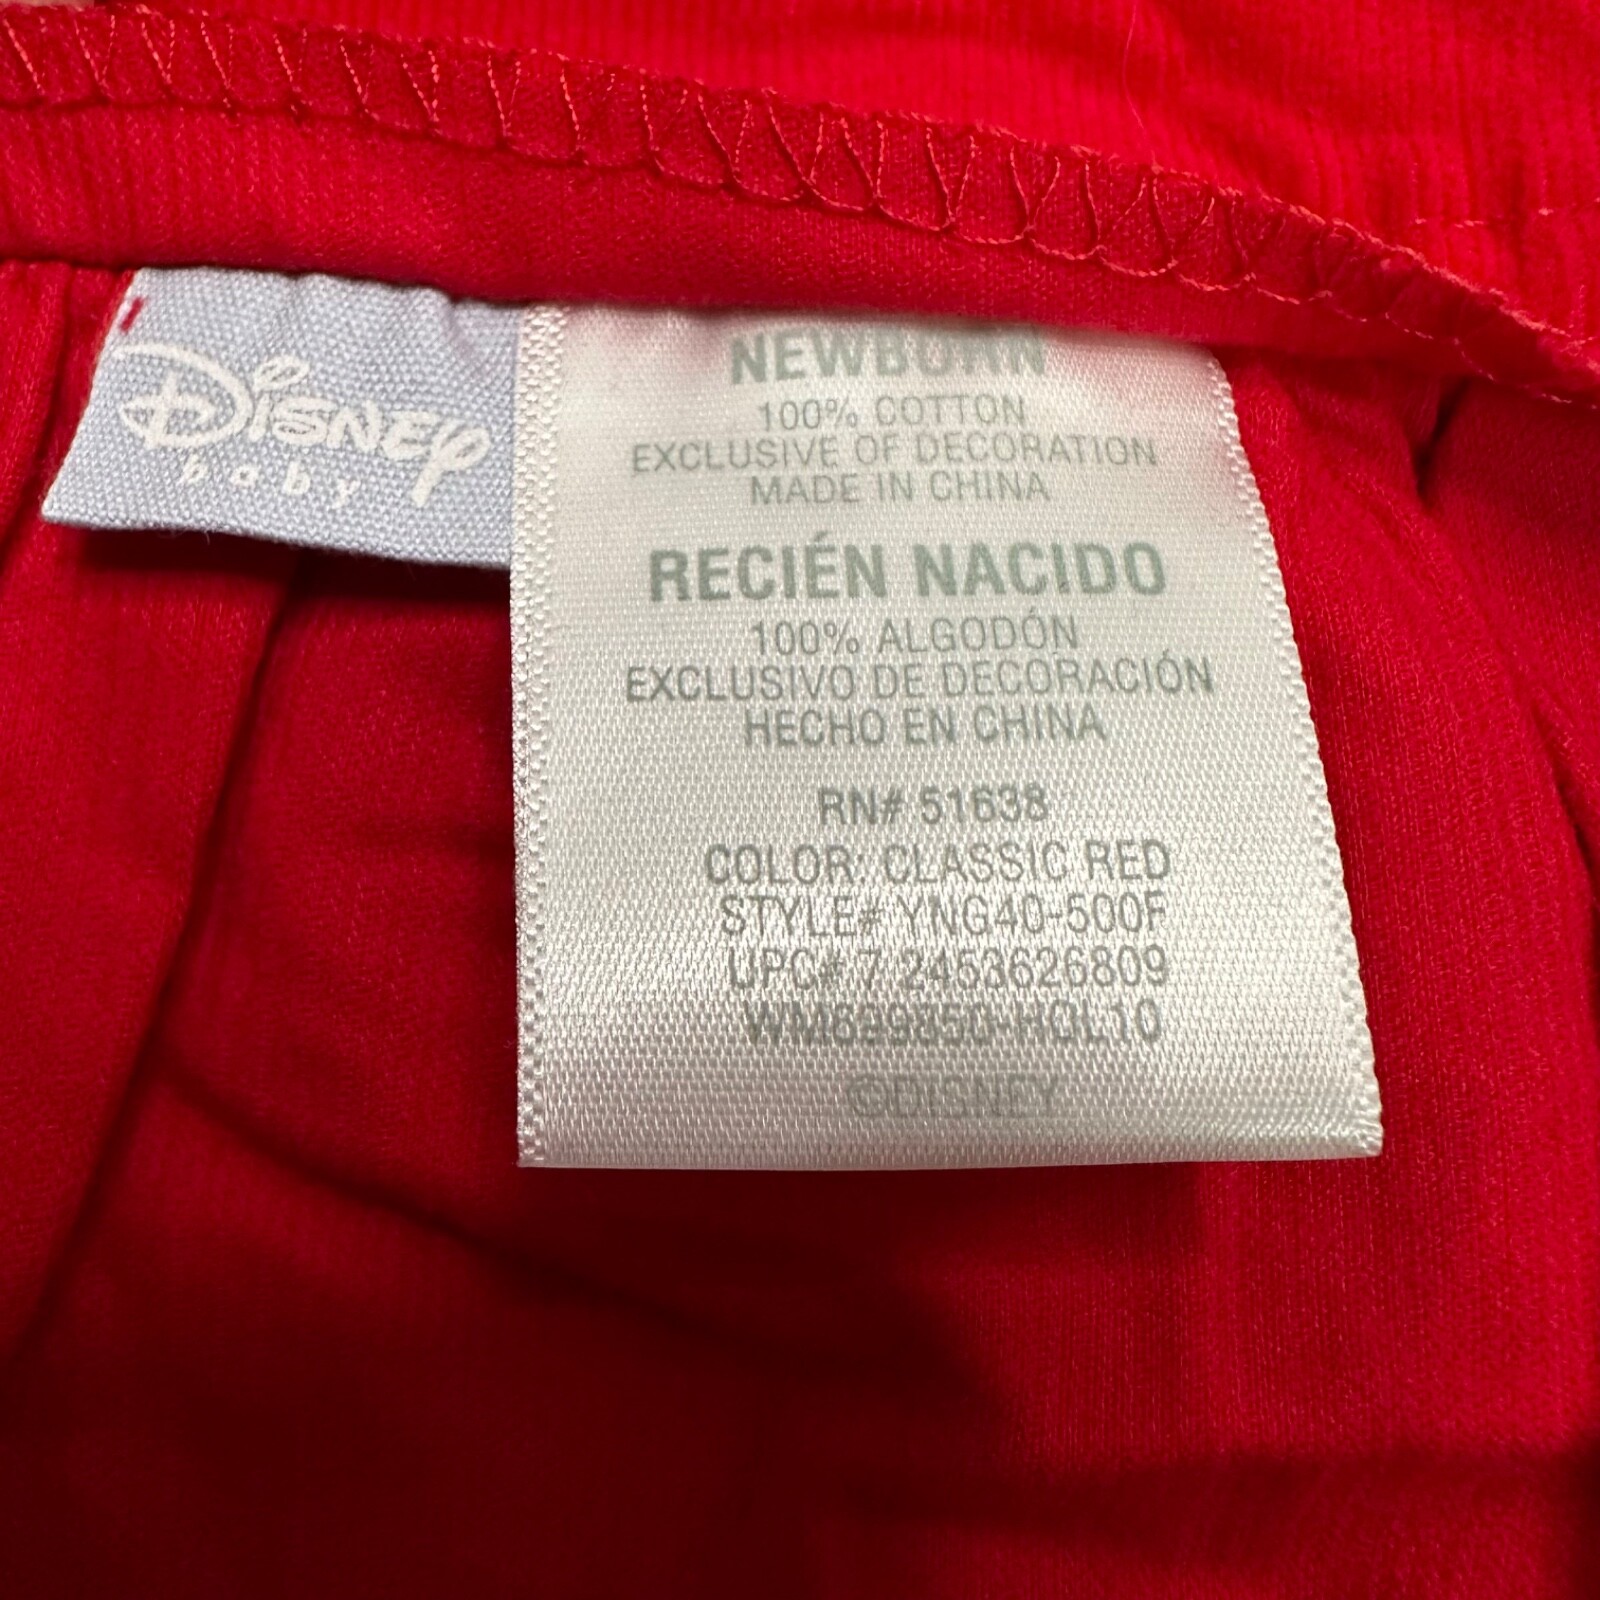 Disney
baby
NEWBORN
100% COTTON
EXCLUSIVE OF DECORATION
MADE IN CHINA
RECIÉN NACIDO
100% ALGODÓN
EXCLUSIVO DE DECORACIÓN
HECHO EN CHINA
RN# 51638
COLOR: CLASSIC RED
STYLE# YNG40-500F
UPC# 7 2453626809
©DISNEY